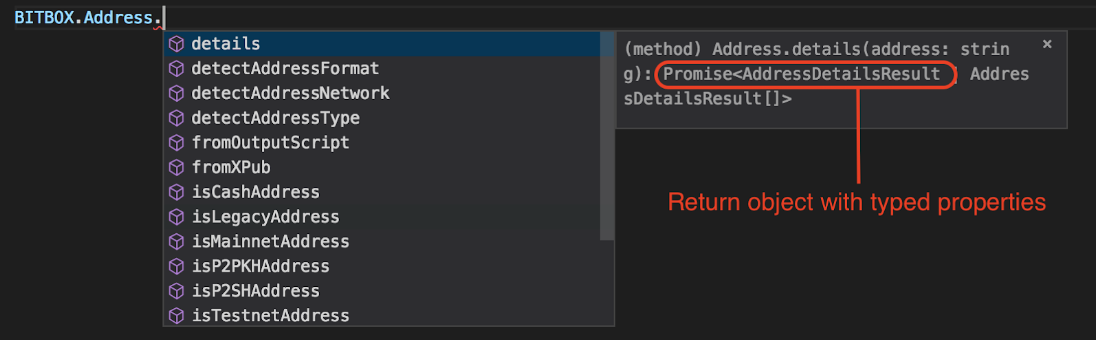 BITBOX.Address.
details
detectAddressFormat
detectAddressNetwork
detectAddressType
fromOutputScript
fromXPub
isCashAddress
isLegacyAddress
isMainnetAddress
isP2PKHAddress
isP2SHAddress
isTestnetAddress
(method) Address.details(address: strin
g): Promise<AddressDetailsResult | Addres
sDetailsResult[]>
Return object with typed properties